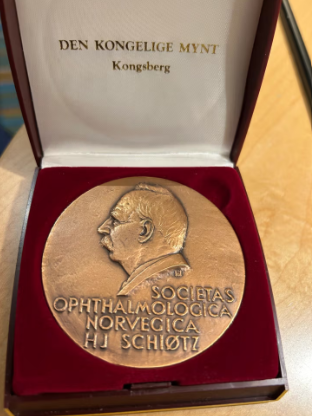 DEN KONGELIGE MYNT
Kongsberg
SOCIETAS
OPHTHALMOLOGICA
NORVEGICA
HJ SCHIØTZ